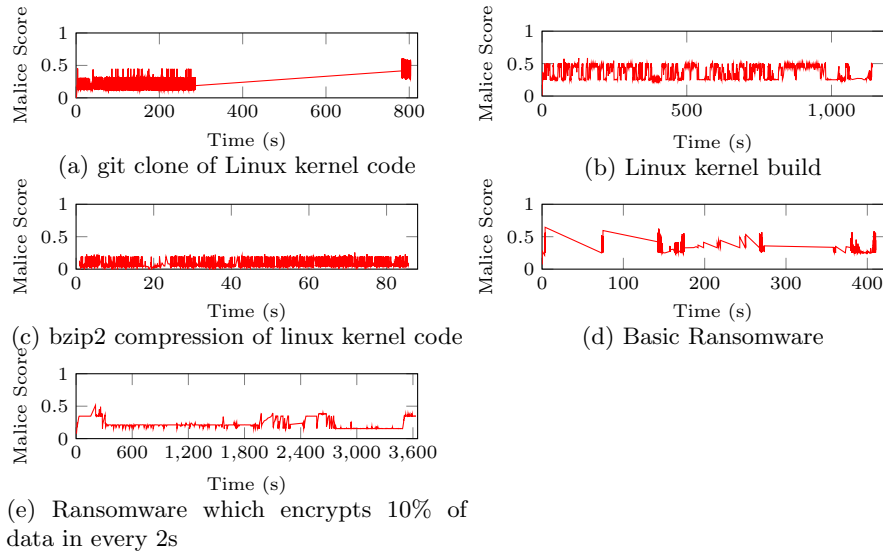 Malice Score
1
0.5
0
0 200 400 600 800
Time (s)
(a) git clone of Linux kernel code
Malice Score
1
0.5
0
0 500 1,000
Time (s)
(b) Linux kernel build
Malice Score
1
0.5
0
0 20 40 60 80
Time (s)
(c) bzip2 compression of linux kernel code
Malice Score
1
0.5
0
0 100 200 300 400
Time (s)
(d) Basic Ransomware
Malice Score
1
0.5
0
0 600 1,200 1,800 2,400 3,000 3,600
Time (s)
(e) Ransomware which encrypts 10% of
data in every 2s